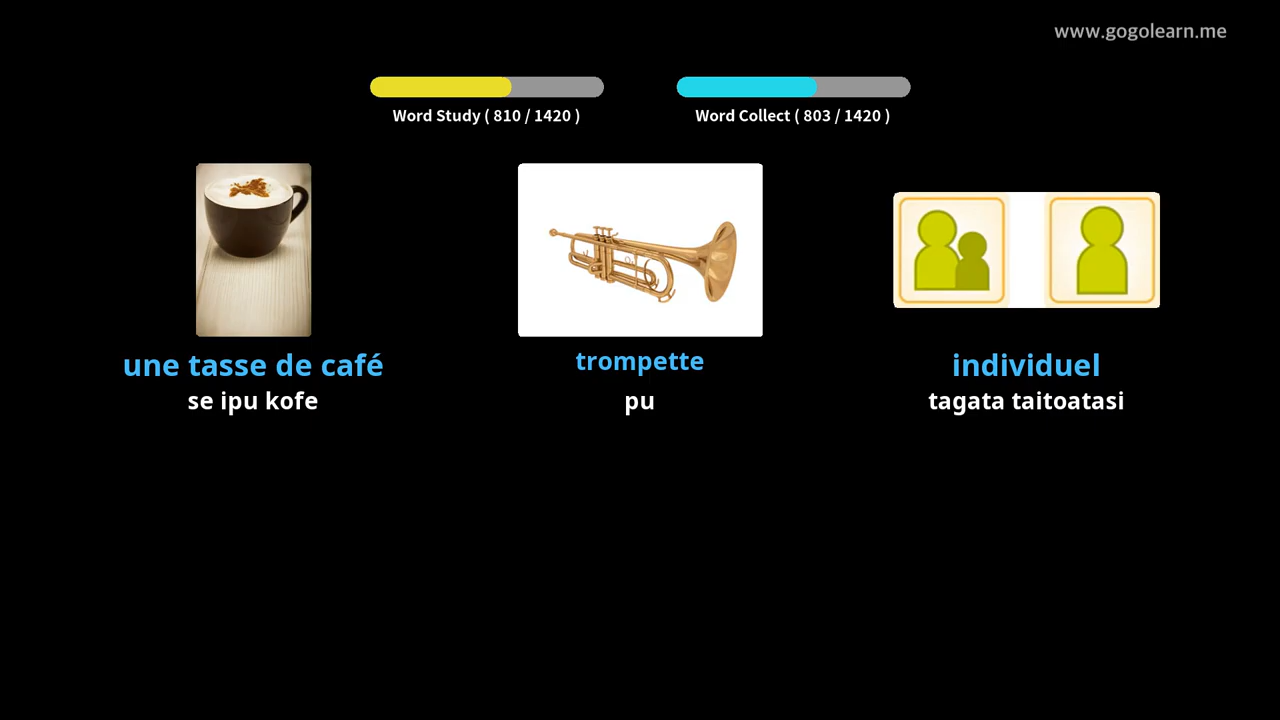 www.gogolearn.me
Word Study ( 810 / 1420 )
Word Collect ( 803 / 1420 )
une tasse de café
se ipu kofe
trompette
pu
individuel
tagata taitoatasi